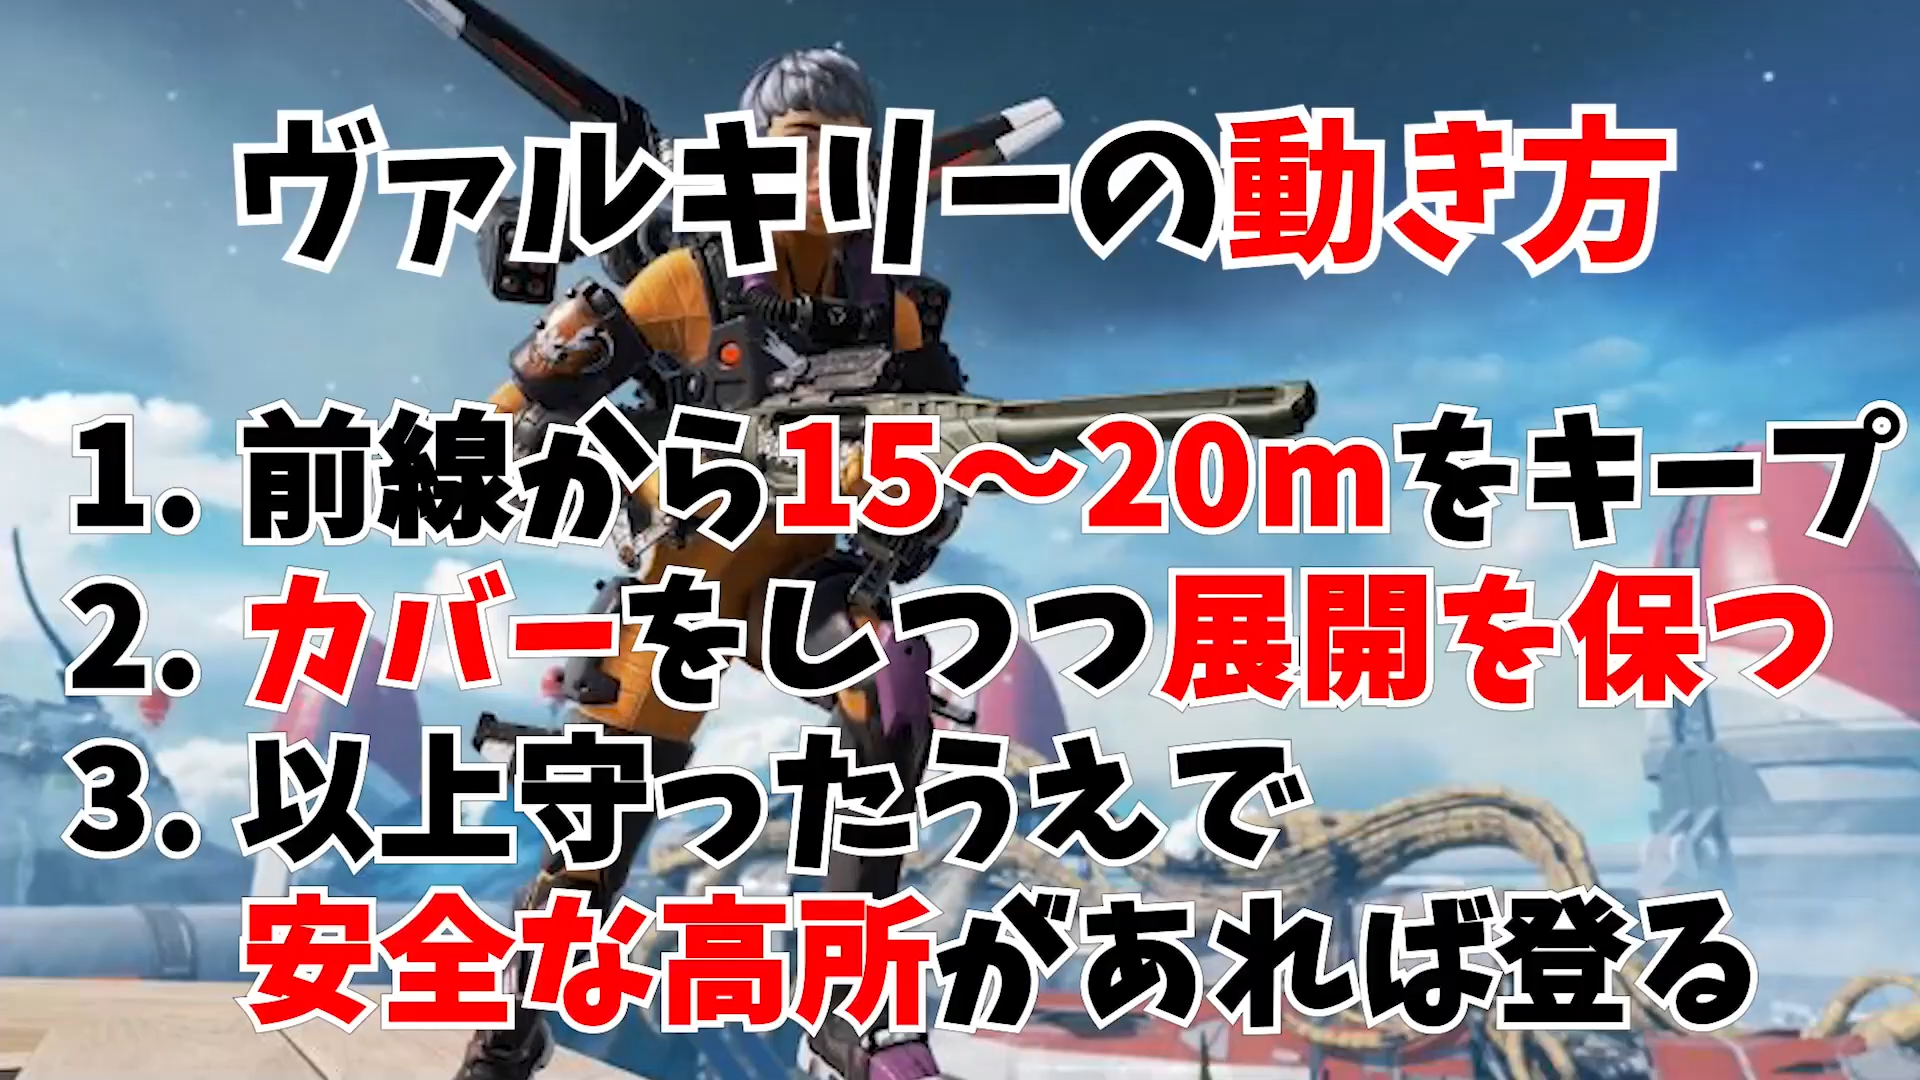 ヴァルキリーの動き方
1. 前線から15～20mをキープ
2. カバーをしつつ展開を保つ
3. 以上守ったうえで
安全な高所があれば登る